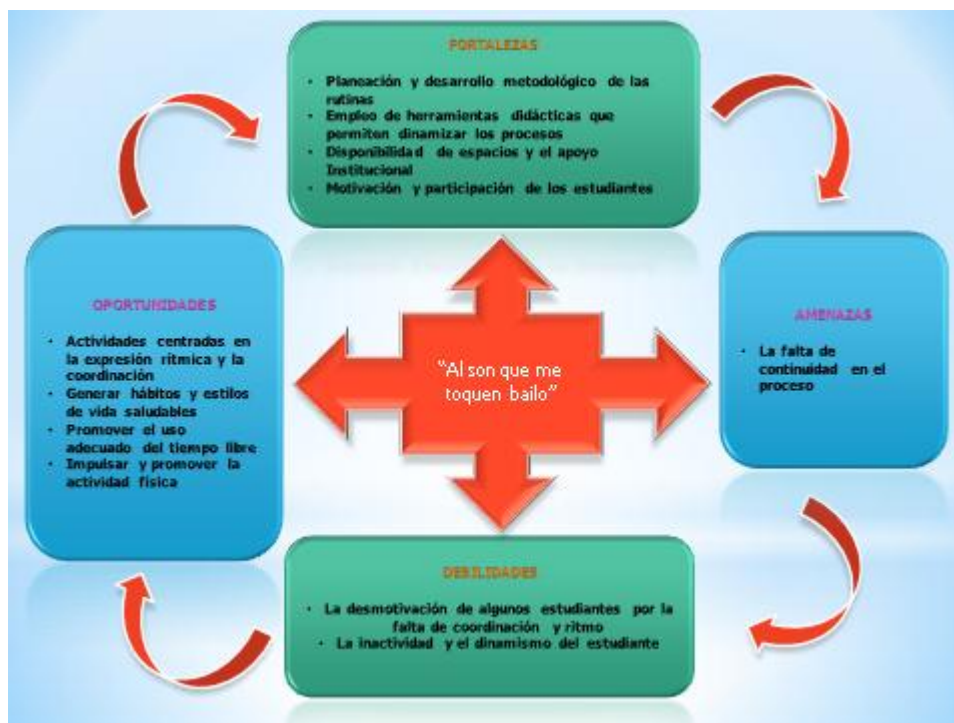 FORTALEZAS
• Planeación y desarrollo metodológico de las
rutinas
• Empleo de herramientas didácticas que
permiten dinamizar los procesos
• Disponibilidad de espacios y el apoyo
Institucional
• Motivación y participación de los estudiantes
OPORTUNIDADES
• Actividades centradas en
la expresión rítmica y la
coordinación
• Generar hábitos y estilos
de vida saludables
• Promover el uso
adecuado del tiempo libre
• Impulsar y promover la
actividad física
"Al son que me
toquen bailo"
AMENAZAS
• La falta de
continuidad en el
proceso
DEBILIDADES
• La desmotivación de algunos estudiantes por la
falta de coordinación y ritmo
• La inactividad y el dinamismo del estudiante